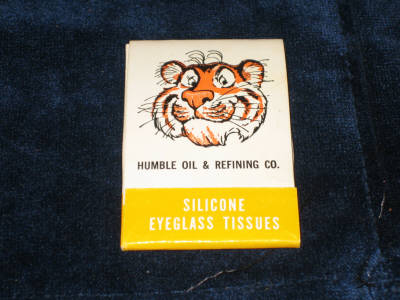 HUMBLE OIL & REFINING CO.
SILICONE
EYEGLASS TISSUES